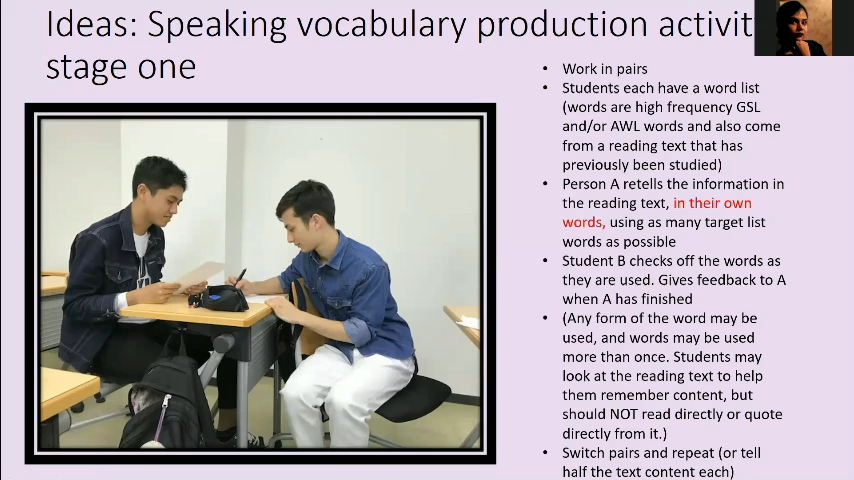 Ideas: Speaking vocabulary production activit
stage one
• Work in pairs
• Students each have a word list
(words are high frequency GSL
and/or AWL words and also come
from a reading text that has
previously been studied)
• Person A retells the information in
the reading text, in their own
words, using as many target list
words as possible
• Student B checks off the words as
they are used. Gives feedback to A
when A has finished
• (Any form of the word may be
used, and words may be used
more than once. Students may
look at the reading text to help
them remember content, but
should NOT read directly or quote
directly from it.)
• Switch pairs and repeat (or tell
half the text content each)